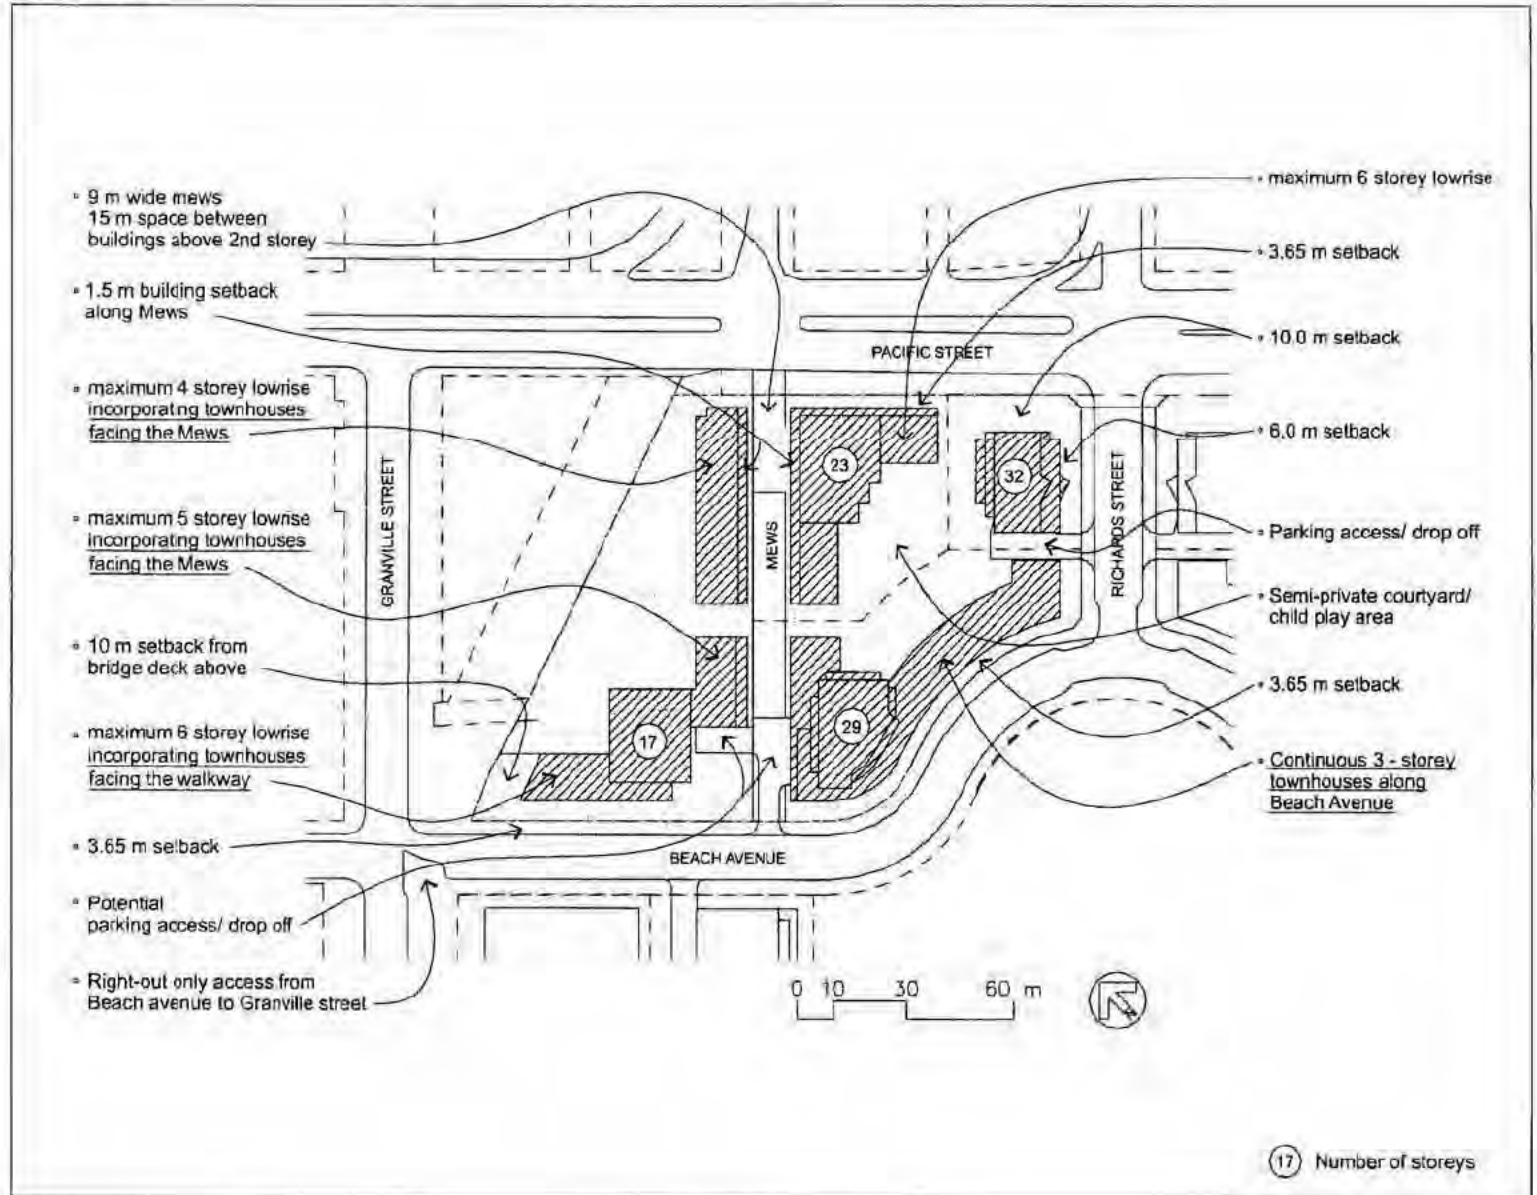 9 m wide mews
15 m space between
buildings above 2nd storey
1.5 m building setback
along Mews
maximum 4 storey lowrise
incorporating townhouses
facing the Mews
maximum 5 storey lowrise
incorporating townhouses
facing the Mews
10 m setback from
bridge deck above
maximum 6 storey lowrise
incorporating townhouses
facing the walkway
3.65 m setback
Potential
parking access/ drop off
Right-out only access from
Beach avenue to Granville street
PACIFIC STREET
GRANVILLE STREET
MEWS
RICHARDS STREET
BEACH AVENUE
23
32
17
29
maximum 6 storey lowrise
3.65 m setback
10.0 m setback
6.0 m setback
Parking access/ drop off
Semi-private courtyard/
child play area
3.65 m setback
Continuous 3 - storey
townhouses along
Beach Avenue
0 10 30 60 m
N
17 Number of storeys